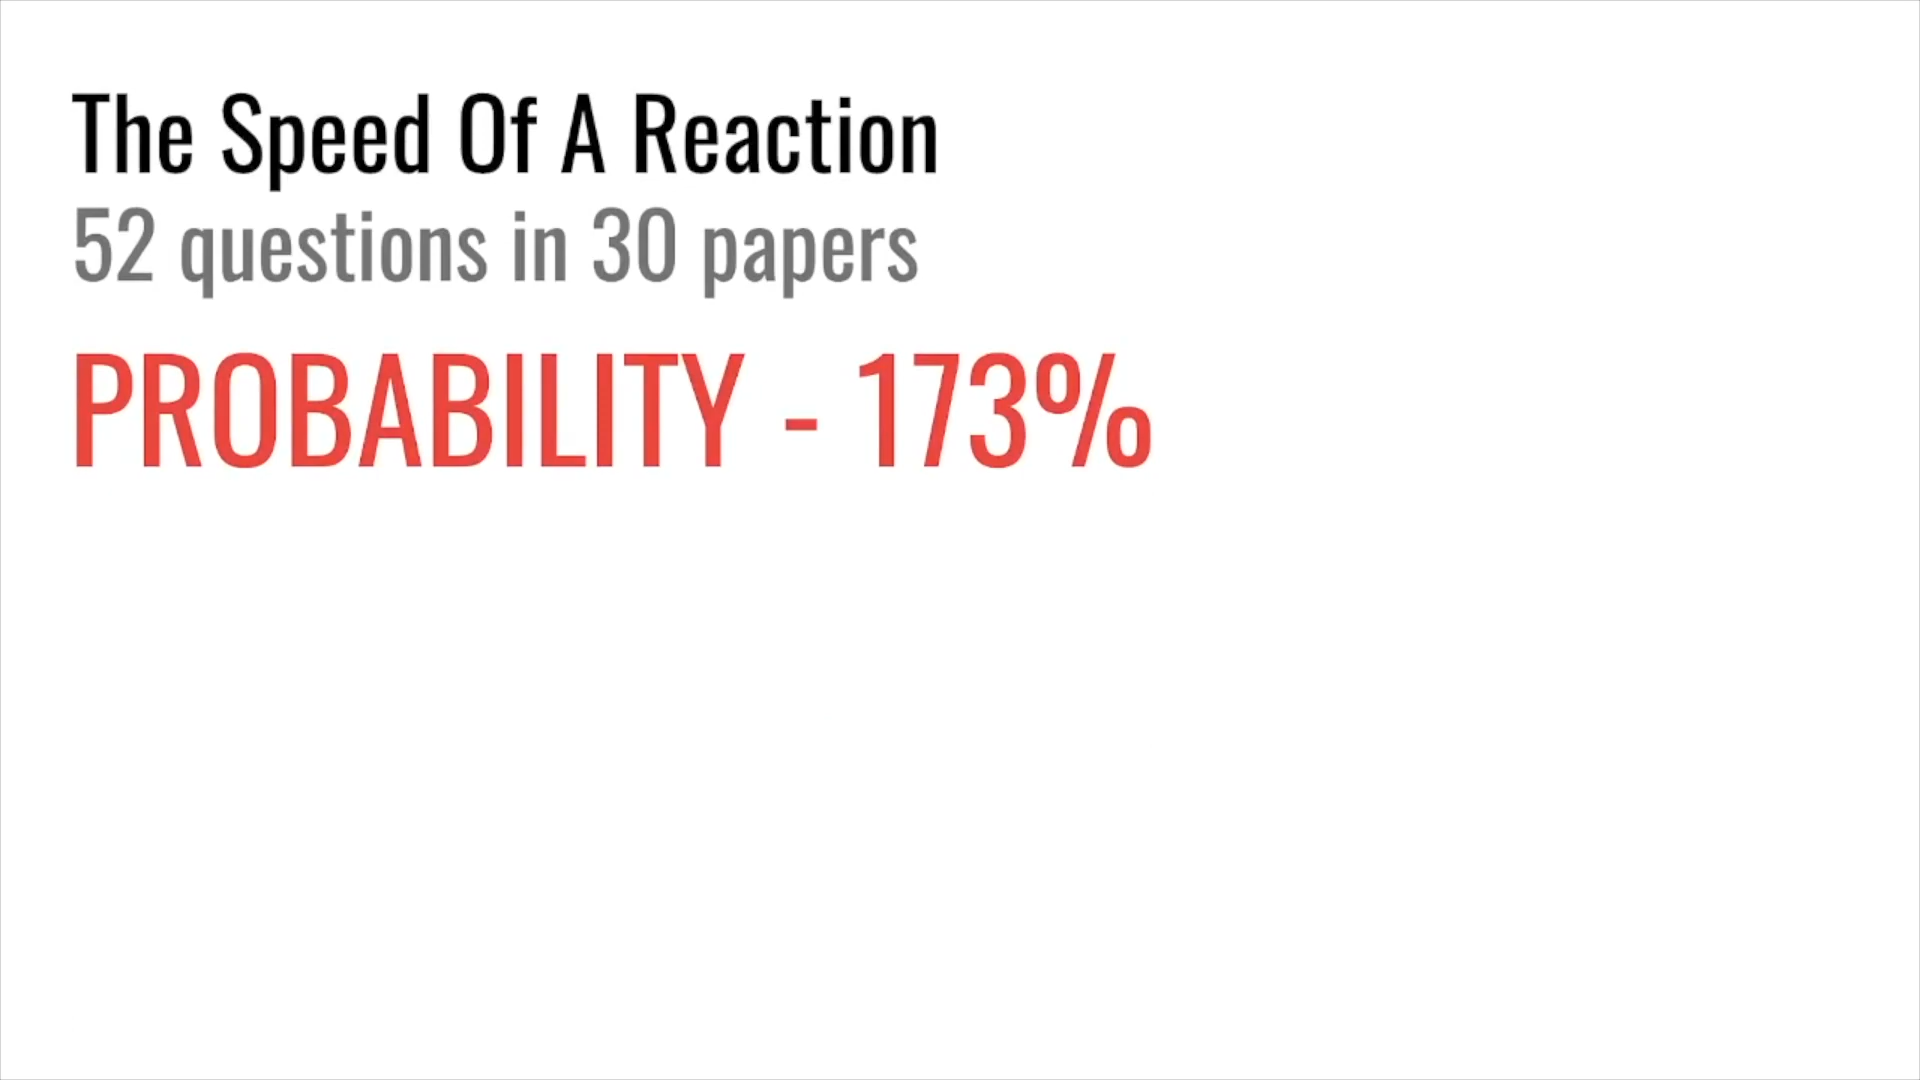 The Speed Of A Reaction
52 questions in 30 papers
PROBABILITY - 173%